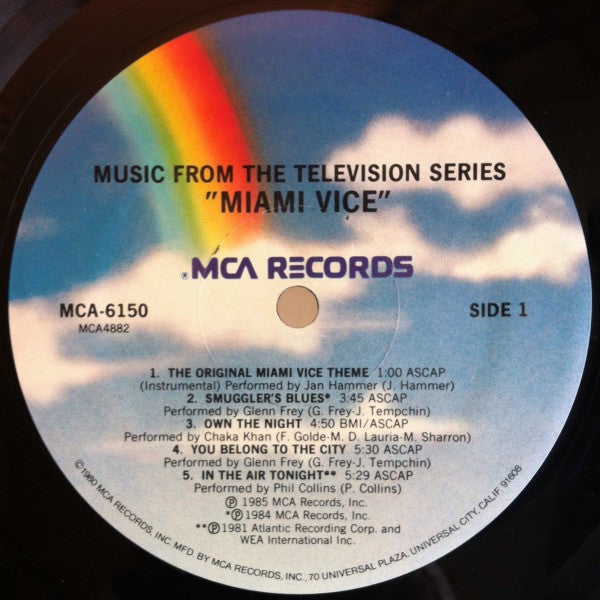 MUSIC FROM THE TELEVISION SERIES
"MIAMI VICE"
®MCA RECORDS
MCA-6150
MCA4882
SIDE 1
1. THE ORIGINAL MIAMI VICE THEME 1:00 ASCAP
(Instrumental) Performed by Jan Hammer (J. Hammer)
2. SMUGGLER'S BLUES* 3:45 ASCAP
Performed by Glenn Frey (G. Frey-J. Tempchin)
3. OWN THE NIGHT 4:50 BMI/ASCAP
Performed by Chaka Khan (F. Golde-M. D. Lauria-M. Sharron)
4. YOU BELONG TO THE CITY 5:30 ASCAP
Performed by Glenn Frey (G. Frey-J. Tempchin)
5. IN THE AIR TONIGHT** 5:29 ASCAP
Performed by Phil Collins (P. Collins)
℗ 1985 MCA Records, Inc.
*℗ 1984 MCA Records, Inc.
**℗ 1981 Atlantic Recording Corp. and
WEA International Inc.
©1980 MCA RECORDS, INC. MFD. BY MCA RECORDS, INC., 70 UNIVERSAL PLAZA, UNIVERSAL CITY, CALIF. 91608